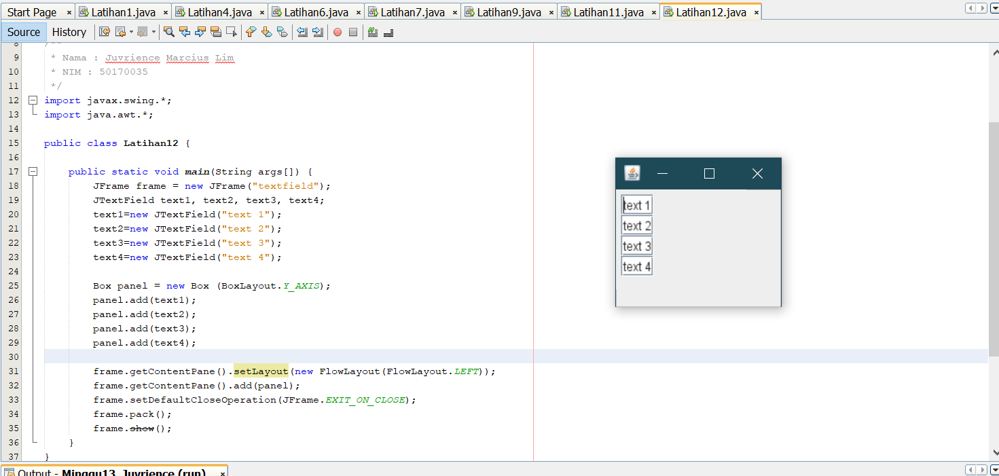 Start Page Latihan1.java Latihan4.java Latihan6.java Latihan7.java Latihan9.java Latihan11.java Latihan12.java
Source History
8 /**
9 * Nama : Juvrience Marcius Lim
10 * NIM : 50170035
11 */
12 import javax.swing.*;
13 import java.awt.*;
14
15 public class Latihan12 {
16
17 public static void main(String args[]) {
18 JFrame frame = new JFrame("textfield");
19 JTextField text1, text2, text3, text4;
20 text1=new JTextField("text 1");
21 text2=new JTextField("text 2");
22 text3=new JTextField("text 3");
23 text4=new JTextField("text 4");
24
25 Box panel = new Box (BoxLayout.Y_AXIS);
26 panel.add(text1);
27 panel.add(text2);
28 panel.add(text3);
29 panel.add(text4);
30
31 frame.getContentPane().setLayout(new FlowLayout(FlowLayout.LEFT));
32 frame.getContentPane().add(panel);
33 frame.setDefaultCloseOperation(JFrame.EXIT_ON_CLOSE);
34 frame.pack();
35 frame.show();
36 }
37 }
text 1
text 2
text 3
text 4
Output - Minggu13_Juvrience (run)